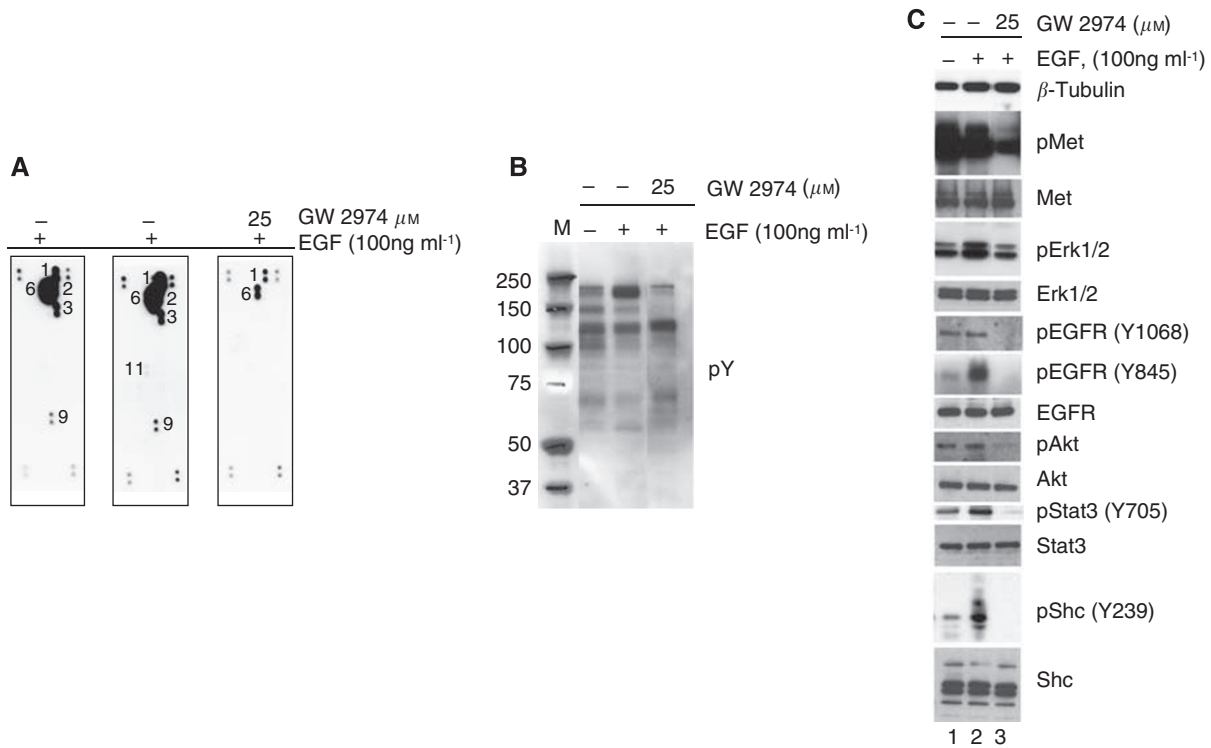 A
– – 25 GW 2974 μM
+ + + EGF (100ng ml-1)
1
6 2
3
9
1
6 2
3
11
9
1
6
B
– – 25 GW 2974 (μM)
M – + + EGF (100ng ml-1)
250
150
100
75
50
37
pY
C
– – 25 GW 2974 (μM)
– + + EGF, (100ng ml-1)
β-Tubulin
pMet
Met
pErk1/2
Erk1/2
pEGFR (Y1068)
pEGFR (Y845)
EGFR
pAkt
Akt
pStat3 (Y705)
Stat3
pShc (Y239)
Shc
1 2 3